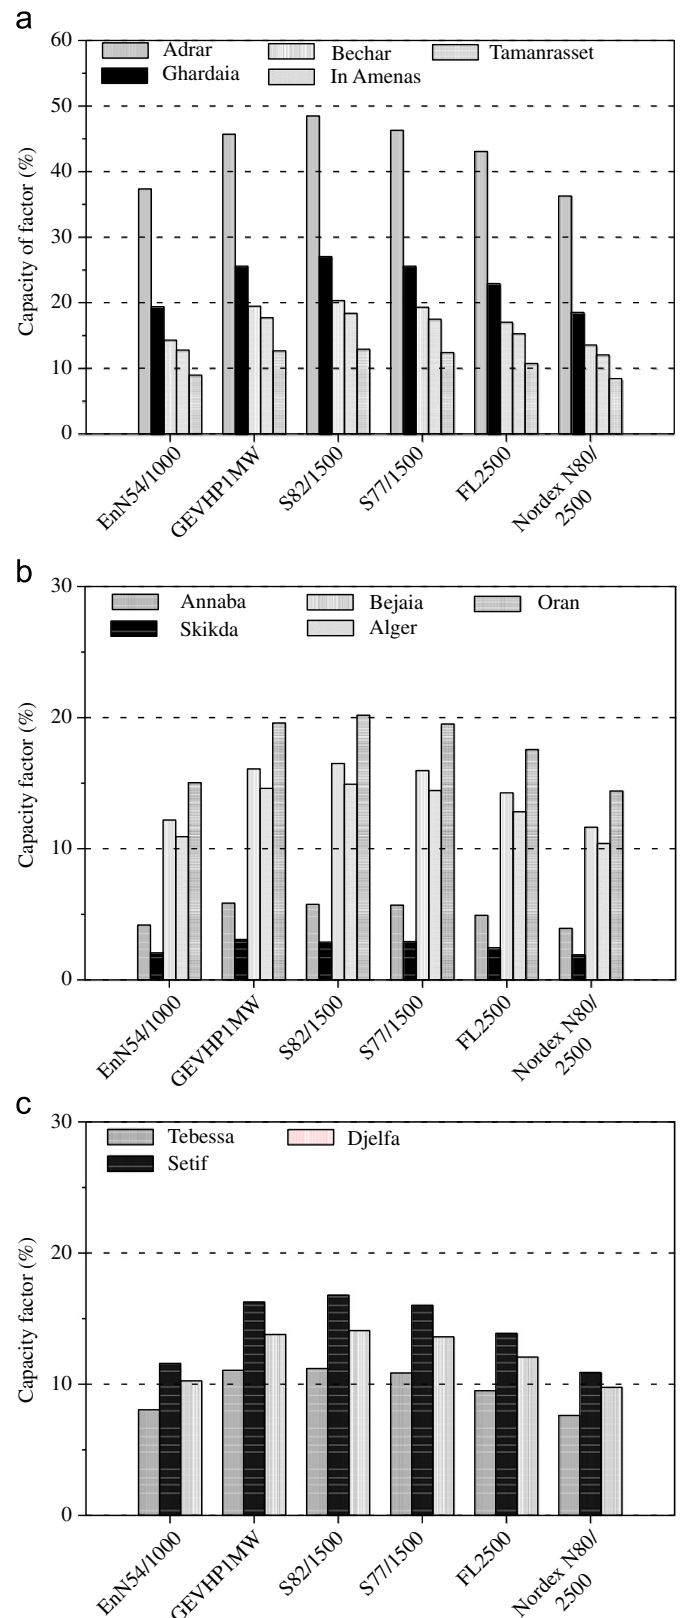 a
60
50
40
30
20
10
0
Capacity of factor (%)
Adrar
Bechar
Tamanrasset
Ghardaia
In Amenas
EnN54/1000
GEVHP1MW
S82/1500
S77/1500
FL2500
Nordex N80/
2500
b
30
20
10
0
Capacity factor (%)
Annaba
Bejaia
Oran
Skikda
Alger
EnN54/1000
GEVHP1MW
S82/1500
S77/1500
FL2500
Nordex N80/
2500
c
30
20
10
0
Capacity factor (%)
Tebessa
Djelfa
Setif
EnN54/1000
GEVHP1MW
S82/1500
S77/1500
FL2500
Nordex N80/
2500